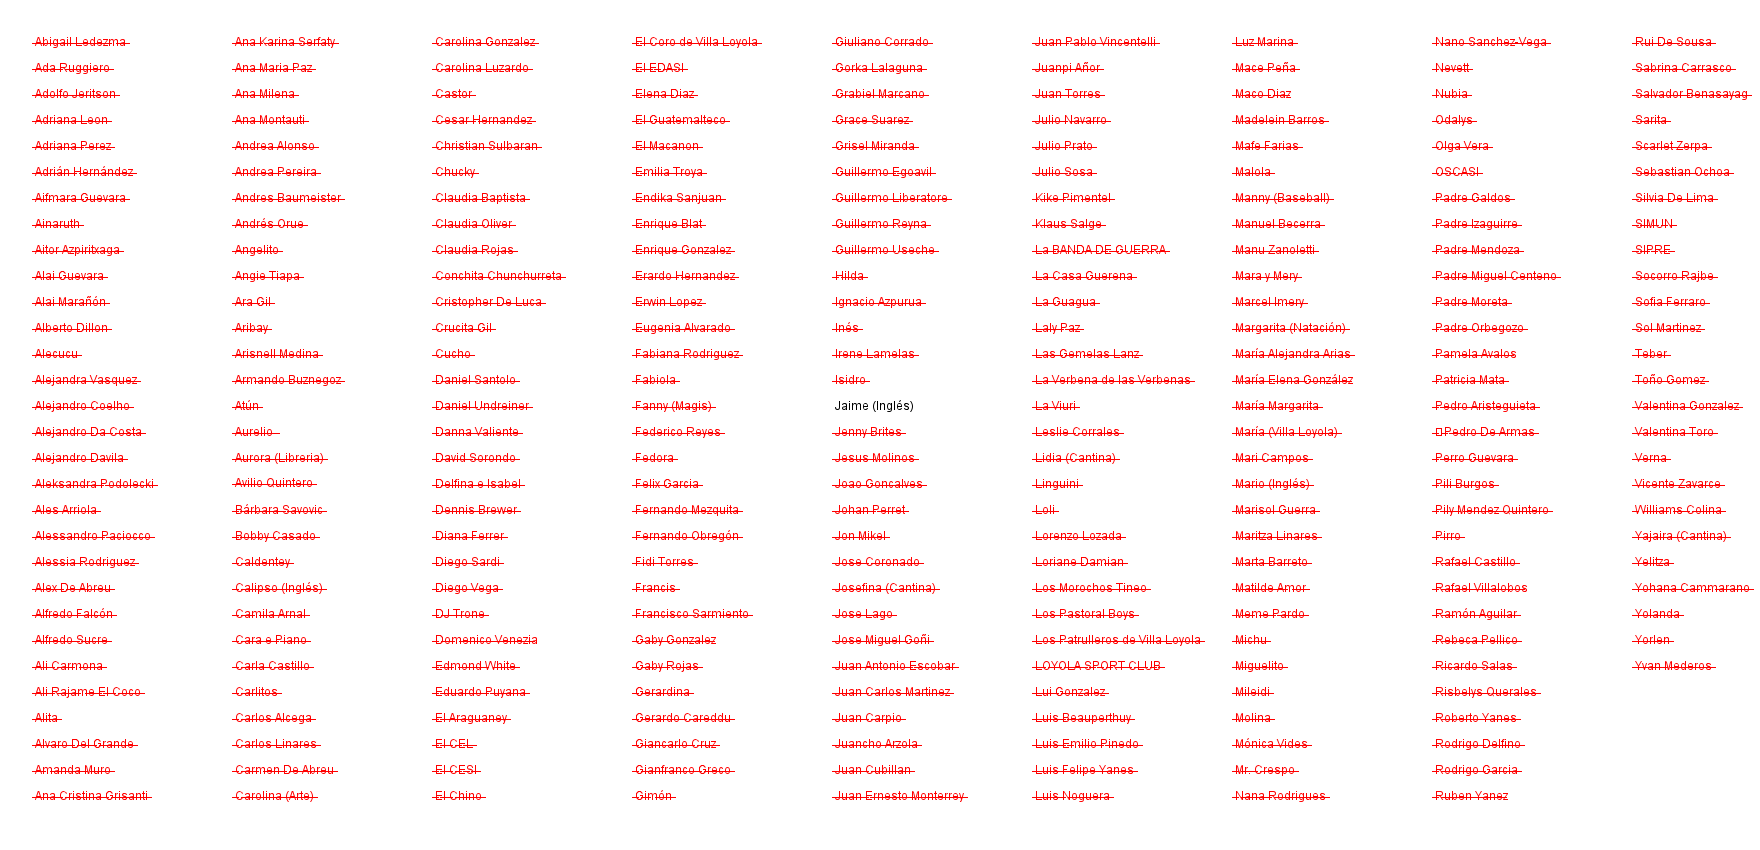 Abigail Ledezma
Ada Ruggiero
Adolfo Jeritson
Adriana Leon
Adriana Perez
Adrián Hernández
Aifmara Guevara
Ainaruth
Aitor Azpiritxaga
Alai Guevara
Alai Marañón
Alberto Dillon
Alecucu
Alejandra Vasquez
Alejandro Coelho
Alejandro Da Costa
Alejandro Davila
Aleksandra Podolecki
Ales Arriola
Alessandro Paciocco
Alessia Rodriguez
Alex De Abreu
Alfredo Falcón
Alfredo Sucre
Ali Carmona
Ali Rajame El Coco
Alita
Alvaro Del Grande
Amanda Muro
Ana Cristina Grisanti
Ana Karina Serfaty
Ana Maria Paz
Ana Milena
Ana Montauti
Andrea Alonso
Andrea Pereira
Andres Baumeister
Andrés Orue
Angelito
Angie Tiapa
Ara Gil
Aribay
Arisnell Medina
Armando Buznegoz
Atún
Aurelio
Aurora (Libreria)
Avilio Quintero
Bárbara Savovic
Bobby Casado
Caldentey
Calipso (Inglés)
Camila Arnal
Cara e Piano
Carla Castillo
Carlitos
Carlos Alcega
Carlos Linares
Carmen De Abreu
Carolina (Arte)
Carolina Gonzalez
Carolina Luzardo
Castor
Cesar Hernandez
Christian Sulbaran
Chucky
Claudia Baptista
Claudia Oliver
Claudia Rojas
Conchita Chunchurreta
Cristopher De Luca
Crucita Gil
Cucho
Daniel Santolo
Daniel Undreiner
Danna Valiente
David Sorondo
Delfina e Isabel
Dennis Brewer
Diana Ferrer
Diego Sardi
Diego Vega
DJ Trone
Domenico Venezia
Edmond White
Eduardo Puyana
El Araguaney
El CEL
El CESI
El Chino
El Coro de Villa Loyola
El EDASI
Elena Diaz
El Guatemalteco
El Macanon
Emilia Troya
Endika Sanjuan
Enrique Blat
Enrique Gonzalez
Erardo Hernandez
Erwin Lopez
Eugenia Alvarado
Fabiana Rodriguez
Fabiola
Fanny (Magis)
Federico Reyes
Fedora
Felix Garcia
Fernando Mezquita
Fernando Obregón
Fidi Torres
Francis
Francisco Sarmiento
Gaby Gonzalez
Gaby Rojas
Gerardina
Gerardo Careddu
Giancarlo Cruz
Gianfranco Greco
Gimón
Giuliano Corrado
Gorka Lalaguna
Grabiel Marcano
Grace Suarez
Grisel Miranda
Guillermo Egoavil
Guillermo Liberatore
Guillermo Reyna
Guillermo Useche
Hilda
Ignacio Azpurua
Inés
Irene Lamelas
Isidro
Jaime (Inglés)
Jenny Brites
Jesus Molinos
Joao Goncalves
Johan Perret
Jon Mikel
Jose Coronado
Josefina (Cantina)
Jose Lago
Jose Miguel Goñi
Juan Antonio Escobar
Juan Carlos Martinez
Juan Carpio
Juancho Arzola
Juan Cubillan
Juan Ernesto Monterrey
Juan Pablo Vincentelli
Juanpi Añor
Juan Torres
Julio Navarro
Julio Prato
Julio Sosa
Kike Pimentel
Klaus Salge
La BANDA DE GUERRA
La Casa Guerena
La Guagua
Laly Paz
Las Gemelas Lanz
La Verbena de las Verbenas
La Viuri
Leslie Corrales
Lidia (Cantina)
Linguini
Loli
Lorenzo Lozada
Loriane Damian
Los Morochos Tineo
Los Pastoral Boys
Los Patrulleros de Villa Loyola
LOYOLA SPORT CLUB
Lui Gonzalez
Luis Beauperthuy
Luis Emilio Pinedo
Luis Felipe Yanes
Luis Noguera
Luz Marina
Mace Peña
Maco Diaz
Madelein Barros
Mafe Farias
Malola
Manny (Baseball)
Manuel Becerra
Manu Zanoletti
Mara y Mery
Marcel Imery
Margarita (Natación)
María Alejandra Arias
María Elena González
María Margarita
María (Villa Loyola)
Mari Campos
Mario (Inglés)
Marisol Guerra
Maritza Linares
Marta Barreto
Matilde Amor
Meme Pardo
Michu
Miguelito
Mileidi
Molina
Mónica Vides
Mr. Crespo
Nana Rodrigues
Nano Sanchez-Vega
Nevett
Nubia
Odalys
Olga Vera
OSCASI
Padre Galdos
Padre Izaguirre
Padre Mendoza
Padre Miguel Centeno
Padre Moreta
Padre Orbegozo
Pamela Avalos
Patricia Mata
Pedro Aristeguieta
Pedro De Armas
Perro Guevara
Pili Burgos
Pily Mendez Quintero
Pirro
Rafael Castillo
Rafael Villalobos
Ramón Aguilar
Rebeca Pellico
Ricardo Salas
Risbelys Querales
Roberto Yanes
Rodrigo Delfino
Rodrigo Garcia
Ruben Yanez
Rui De Sousa
Sabrina Carrasco
Salvador Benasayag
Sarita
Scarlet Zerpa
Sebastian Ochoa
Silvia De Lima
SIMUN
SIPRE
Socorro Rajbe
Sofia Ferraro
Sol Martinez
Teber
Toño Gomez
Valentina Gonzalez
Valentina Toro
Verna
Vicente Zavarce
Williams Colina
Yajaira (Cantina)
Yelitza
Yohana Cammarano
Yolanda
Yorlen
Yvan Mederos